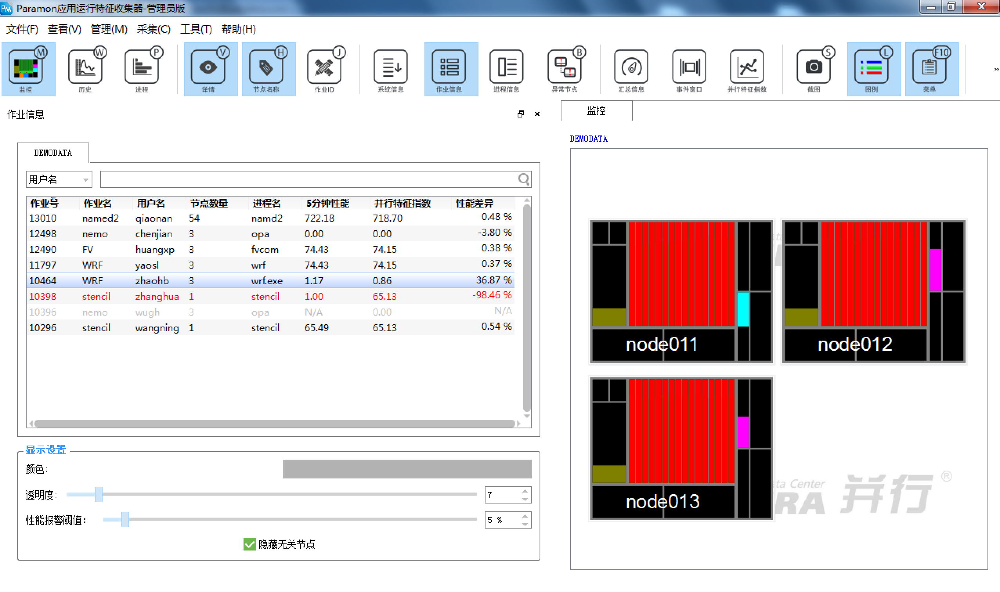 Paramon应用运行特征收集器-管理员版
文件(F) 查看(V) 管理(M) 采集(C) 工具(T) 帮助(H)
M W P V H J B S L F10
监控 历史 进程 详情 节点名称 作业ID 系统信息 作业信息 进程信息 异常节点 汇总信息 事件窗口 并行特征指数 截图 图例 菜单
作业信息
监控
DEMODATA
DEMODATA
用户名
作业号 作业名 用户名 节点数量 进程名 5分钟性能 并行特征指数 性能差异
13010 named2 qiaonan 54 namd2 722.18 718.70 0.48 %
12498 nemo chenjian 3 opa 0.00 0.00 -3.80 %
12490 FV huangxp 3 fvcom 74.43 74.15 0.38 %
11797 WRF yaosl 3 wrf 74.43 74.15 0.37 %
10464 WRF zhaohb 3 wrf.exe 1.17 0.86 36.87 %
10398 stencil zhanghua 1 stencil 1.00 65.13 -98.46 %
10396 nemo wugh 3 opa N/A 0.00 N/A
10296 stencil wangning 1 stencil 65.49 65.13 0.54 %
显示设置
颜色:
透明度: 7
性能报警阈值: 5 %
隐藏无关节点
node011
node012
node013
ta Center
RA 并行®